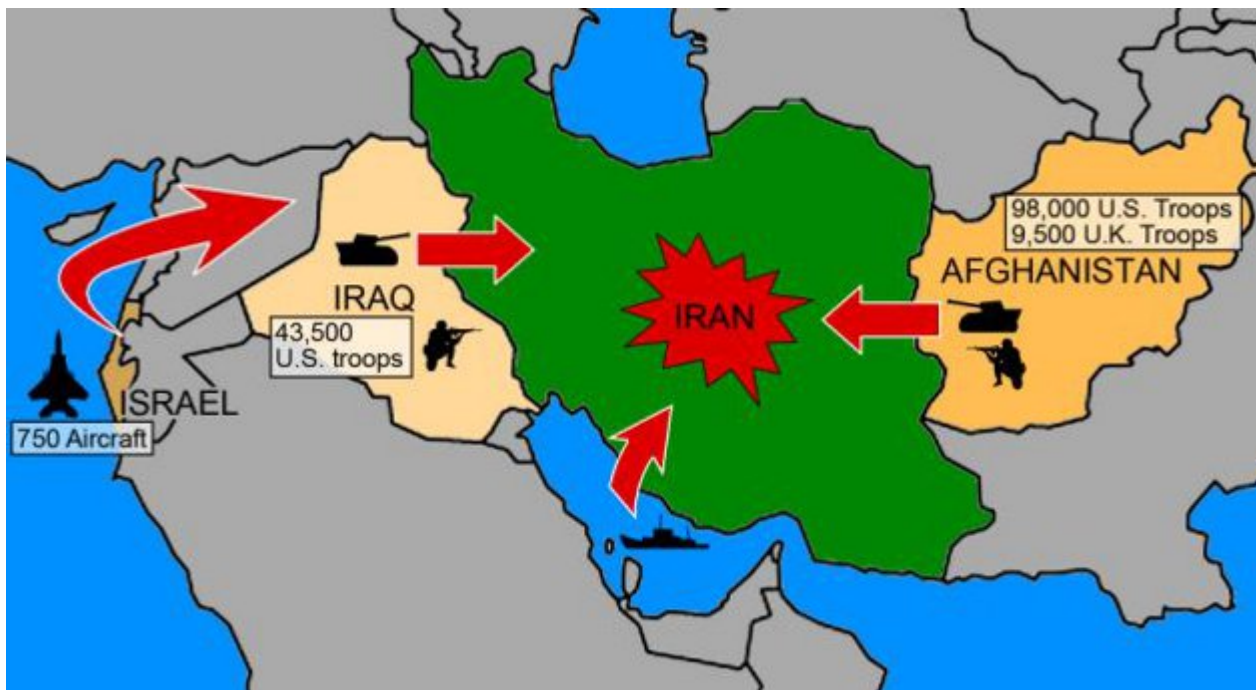 98,000 U.S. Troops
9,500 U.K. Troops
AFGHANISTAN
IRAQ
43,500
U.S. troops
IRAN
ISRAEL
750 Aircraft